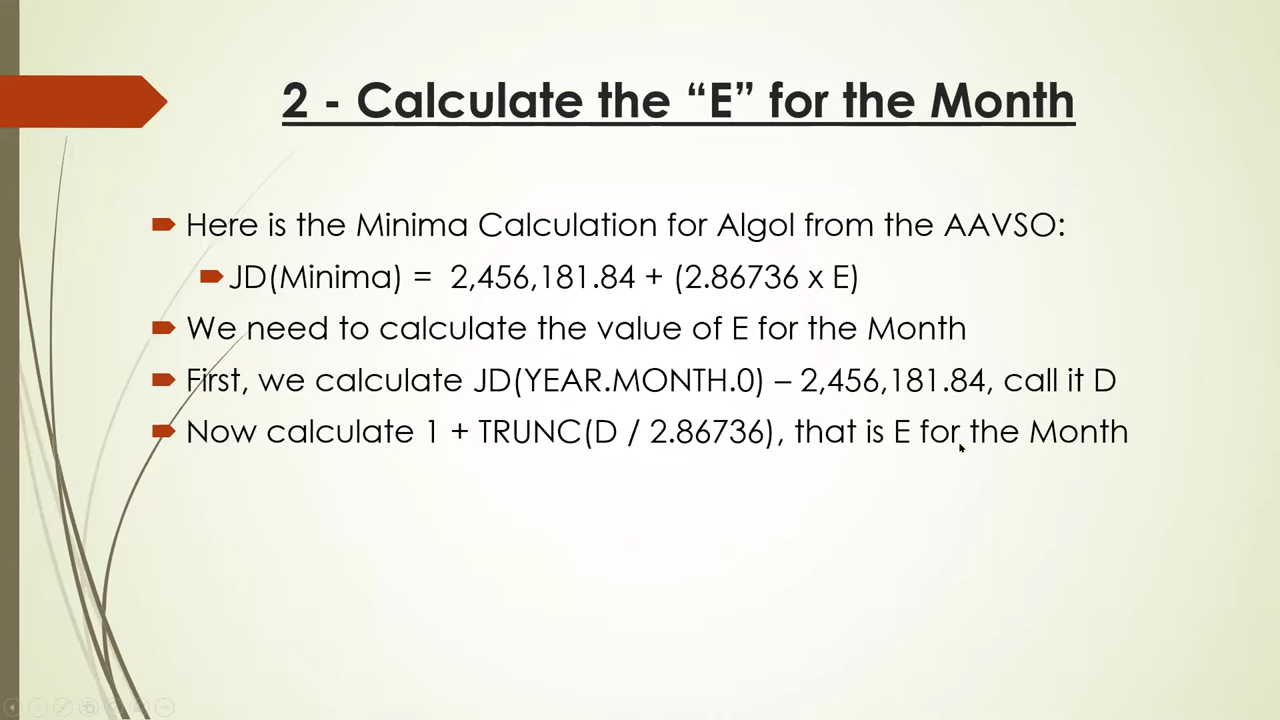 2 - Calculate the “E” for the Month
Here is the Minima Calculation for Algol from the AAVSO:
JD(Minima) = 2,456,181.84 + (2.86736 x E)
We need to calculate the value of E for the Month
First, we calculate JD(YEAR.MONTH.0) – 2,456,181.84, call it D
Now calculate 1 + TRUNC(D / 2.86736), that is E for the Month